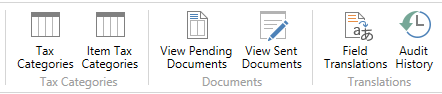 Tax Categories
Item Tax Categories
View Pending Documents
View Sent Documents
Field Translations
Audit History
Tax Categories
Documents
Translations